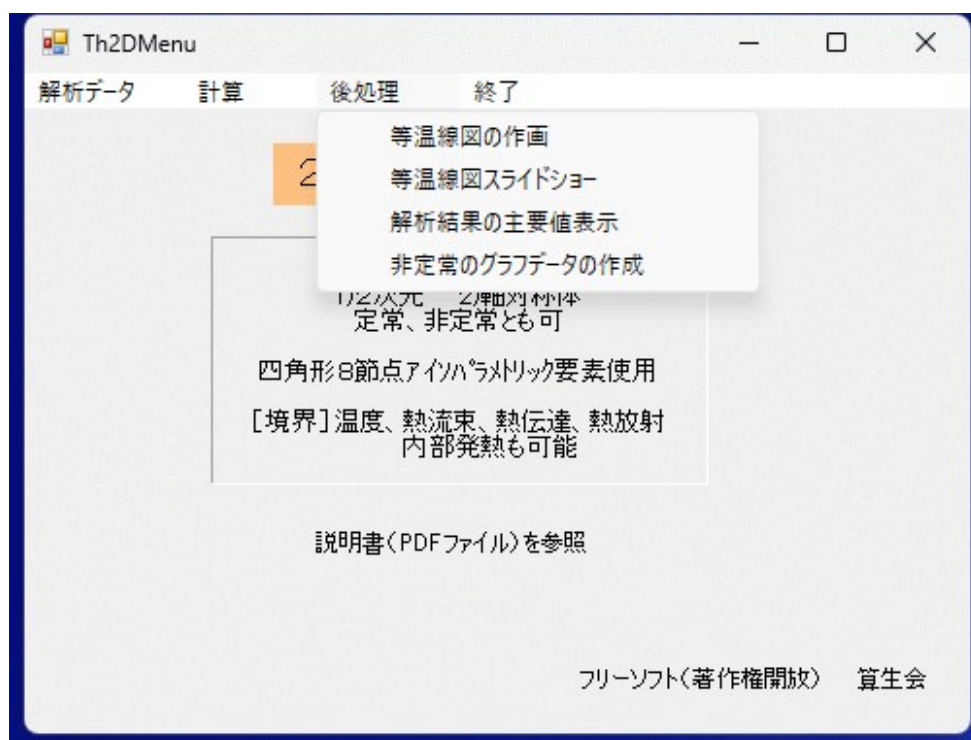 Th2DMenu
解析データ 計算 後処理 終了
等温線図の作画
等温線図スライドショー
解析結果の主要値表示
非定常のグラフデータの作成
2
定常、非定常とも可
四角形8節点アイソパラメトリック要素使用
[境界]温度、熱流束、熱伝達、熱放射
内部発熱も可能
説明書(PDFファイル)を参照
フリーソフト(著作権開放) 算生会